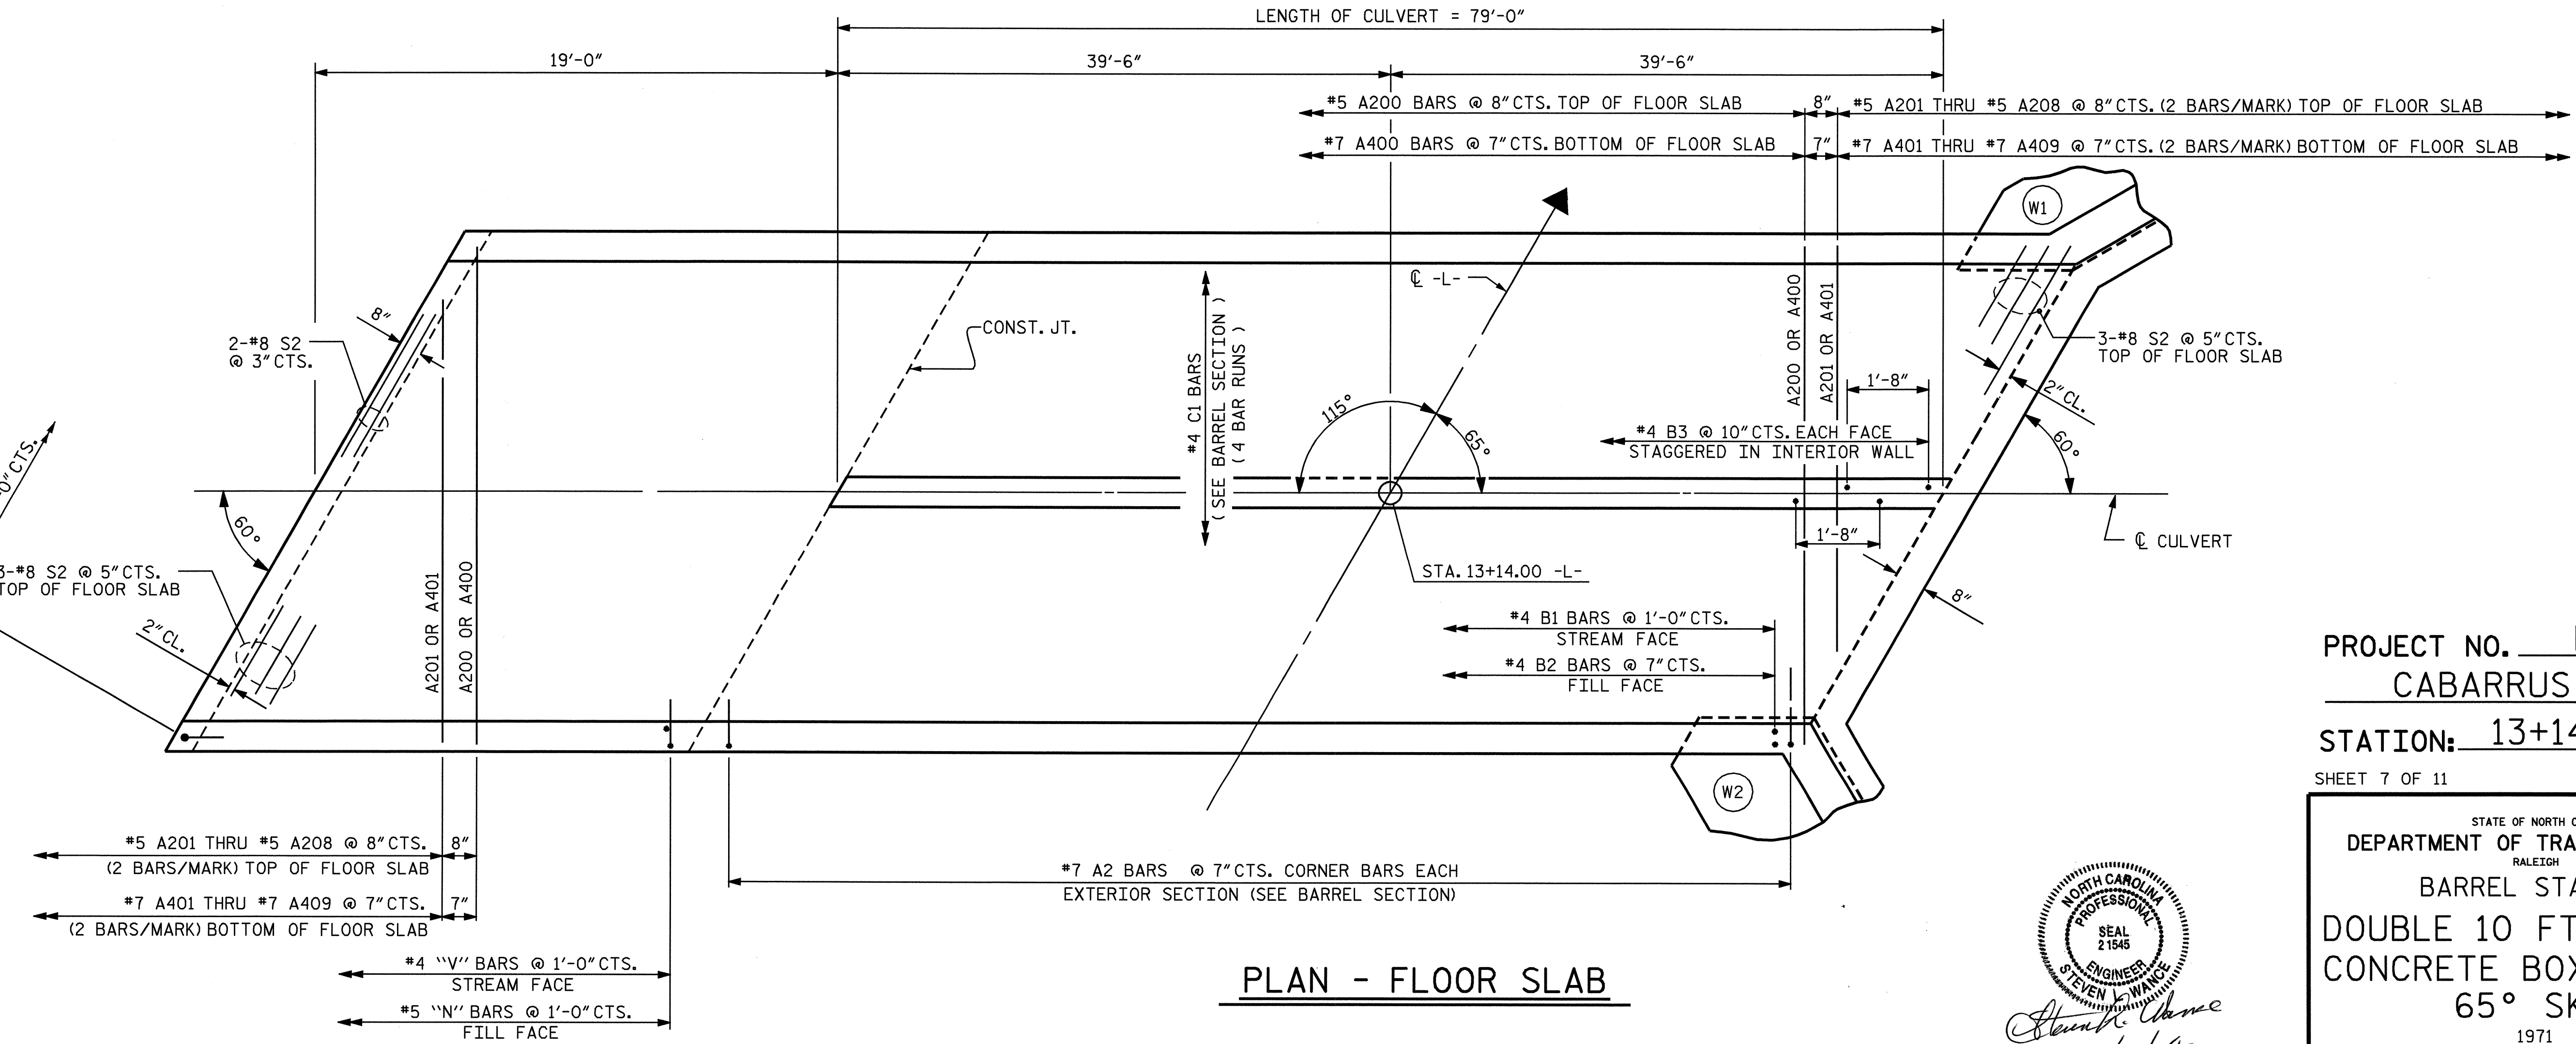 LENGTH OF CULVERT = 79'-0"
19'-0"
39'-6"
39'-6"
#5 A200 BARS @ 8" CTS. TOP OF FLOOR SLAB
8"
#5 A201 THRU #5 A208 @ 8" CTS. (2 BARS/MARK) TOP OF FLOOR SLAB
#7 A400 BARS @ 7" CTS. BOTTOM OF FLOOR SLAB
7"
#7 A401 THRU #7 A409 @ 7" CTS. (2 BARS/MARK) BOTTOM OF FLOOR SLAB
W1
℄ -L-
A200 OR A400
A201 OR A401
8"
CONST. JT.
2-#8 S2
@ 3" CTS.
#4 C1 BARS
( SEE BARREL SECTION )
( 4 BAR RUNS )
3-#8 S2 @ 5" CTS.
TOP OF FLOOR SLAB
1'-8"
2" CL.
115°
65°
#4 B3 @ 10" CTS. EACH FACE
STAGGERED IN INTERIOR WALL
60°
0" CTS.
60°
1'-8"
℄ CULVERT
3-#8 S2 @ 5" CTS.
TOP OF FLOOR SLAB
STA. 13+14.00 -L-
8"
2" CL.
A201 OR A401
A200 OR A400
#4 B1 BARS @ 1'-0" CTS.
STREAM FACE
#4 B2 BARS @ 7" CTS.
FILL FACE
W2
PROJECT NO.
CABARRUS
STATION: 13+14
SHEET 7 OF 11
#5 A201 THRU #5 A208 @ 8" CTS.
8"
(2 BARS/MARK) TOP OF FLOOR SLAB
#7 A401 THRU #7 A409 @ 7" CTS.
7"
(2 BARS/MARK) BOTTOM OF FLOOR SLAB
#7 A2 BARS @ 7" CTS. CORNER BARS EACH
EXTERIOR SECTION (SEE BARREL SECTION)
#4 "V" BARS @ 1'-0" CTS.
STREAM FACE
#5 "N" BARS @ 1'-0" CTS.
FILL FACE
PLAN - FLOOR SLAB
NORTH CAROLINA
PROFESSIONAL
SEAL
21545
ENGINEER
STATE OF NORTH
DEPARTMENT OF
RALEIGH
BARREL
DOUBLE 10
CONCRETE BOX
65°
1971